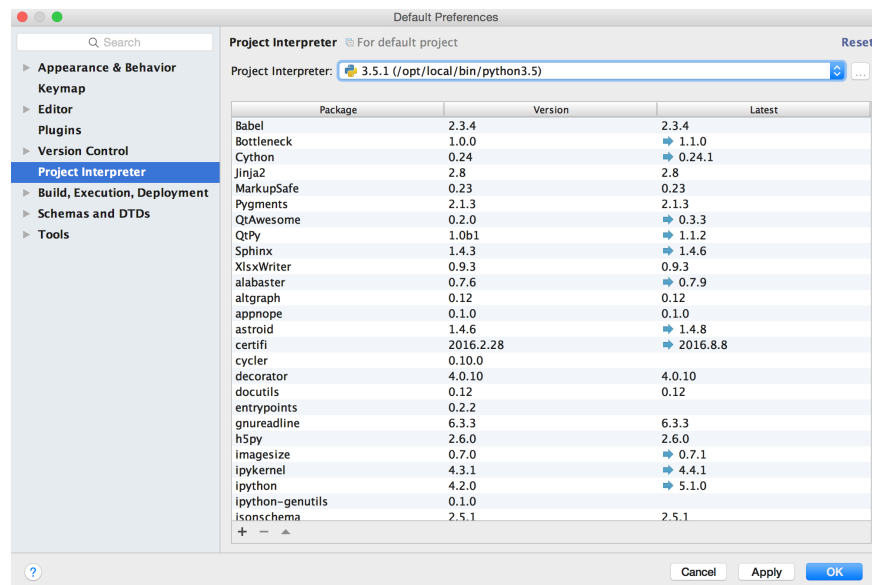 Default Preferences
Search
Appearance & Behavior
Keymap
Editor
Plugins
Version Control
Project Interpreter
Build, Execution, Deployment
Schemas and DTDs
Tools
Project Interpreter For default project Reset
Project Interpreter: 3.5.1 (/opt/local/bin/python3.5) ...
Package Version Latest
Babel 2.3.4 2.3.4
Bottleneck 1.0.0 1.1.0
Cython 0.24 0.24.1
Jinja2 2.8 2.8
MarkupSafe 0.23 0.23
Pygments 2.1.3 2.1.3
QtAwesome 0.2.0 0.3.3
QtPy 1.0b1 1.1.2
Sphinx 1.4.3 1.4.6
XlsxWriter 0.9.3 0.9.3
alabaster 0.7.6 0.7.9
altgraph 0.12 0.12
appnope 0.1.0 0.1.0
astroid 1.4.6 1.4.8
certifi 2016.2.28 2016.8.8
cycler 0.10.0
decorator 4.0.10 4.0.10
docutils 0.12 0.12
entrypoints 0.2.2
gnureadline 6.3.3 6.3.3
h5py 2.6.0 2.6.0
imagesize 0.7.0 0.7.1
ipykernel 4.3.1 4.4.1
ipython 4.2.0 5.1.0
ipython-genutils 0.1.0
jsonschema 2.5.1 2.5.1
+ −
? Cancel Apply OK